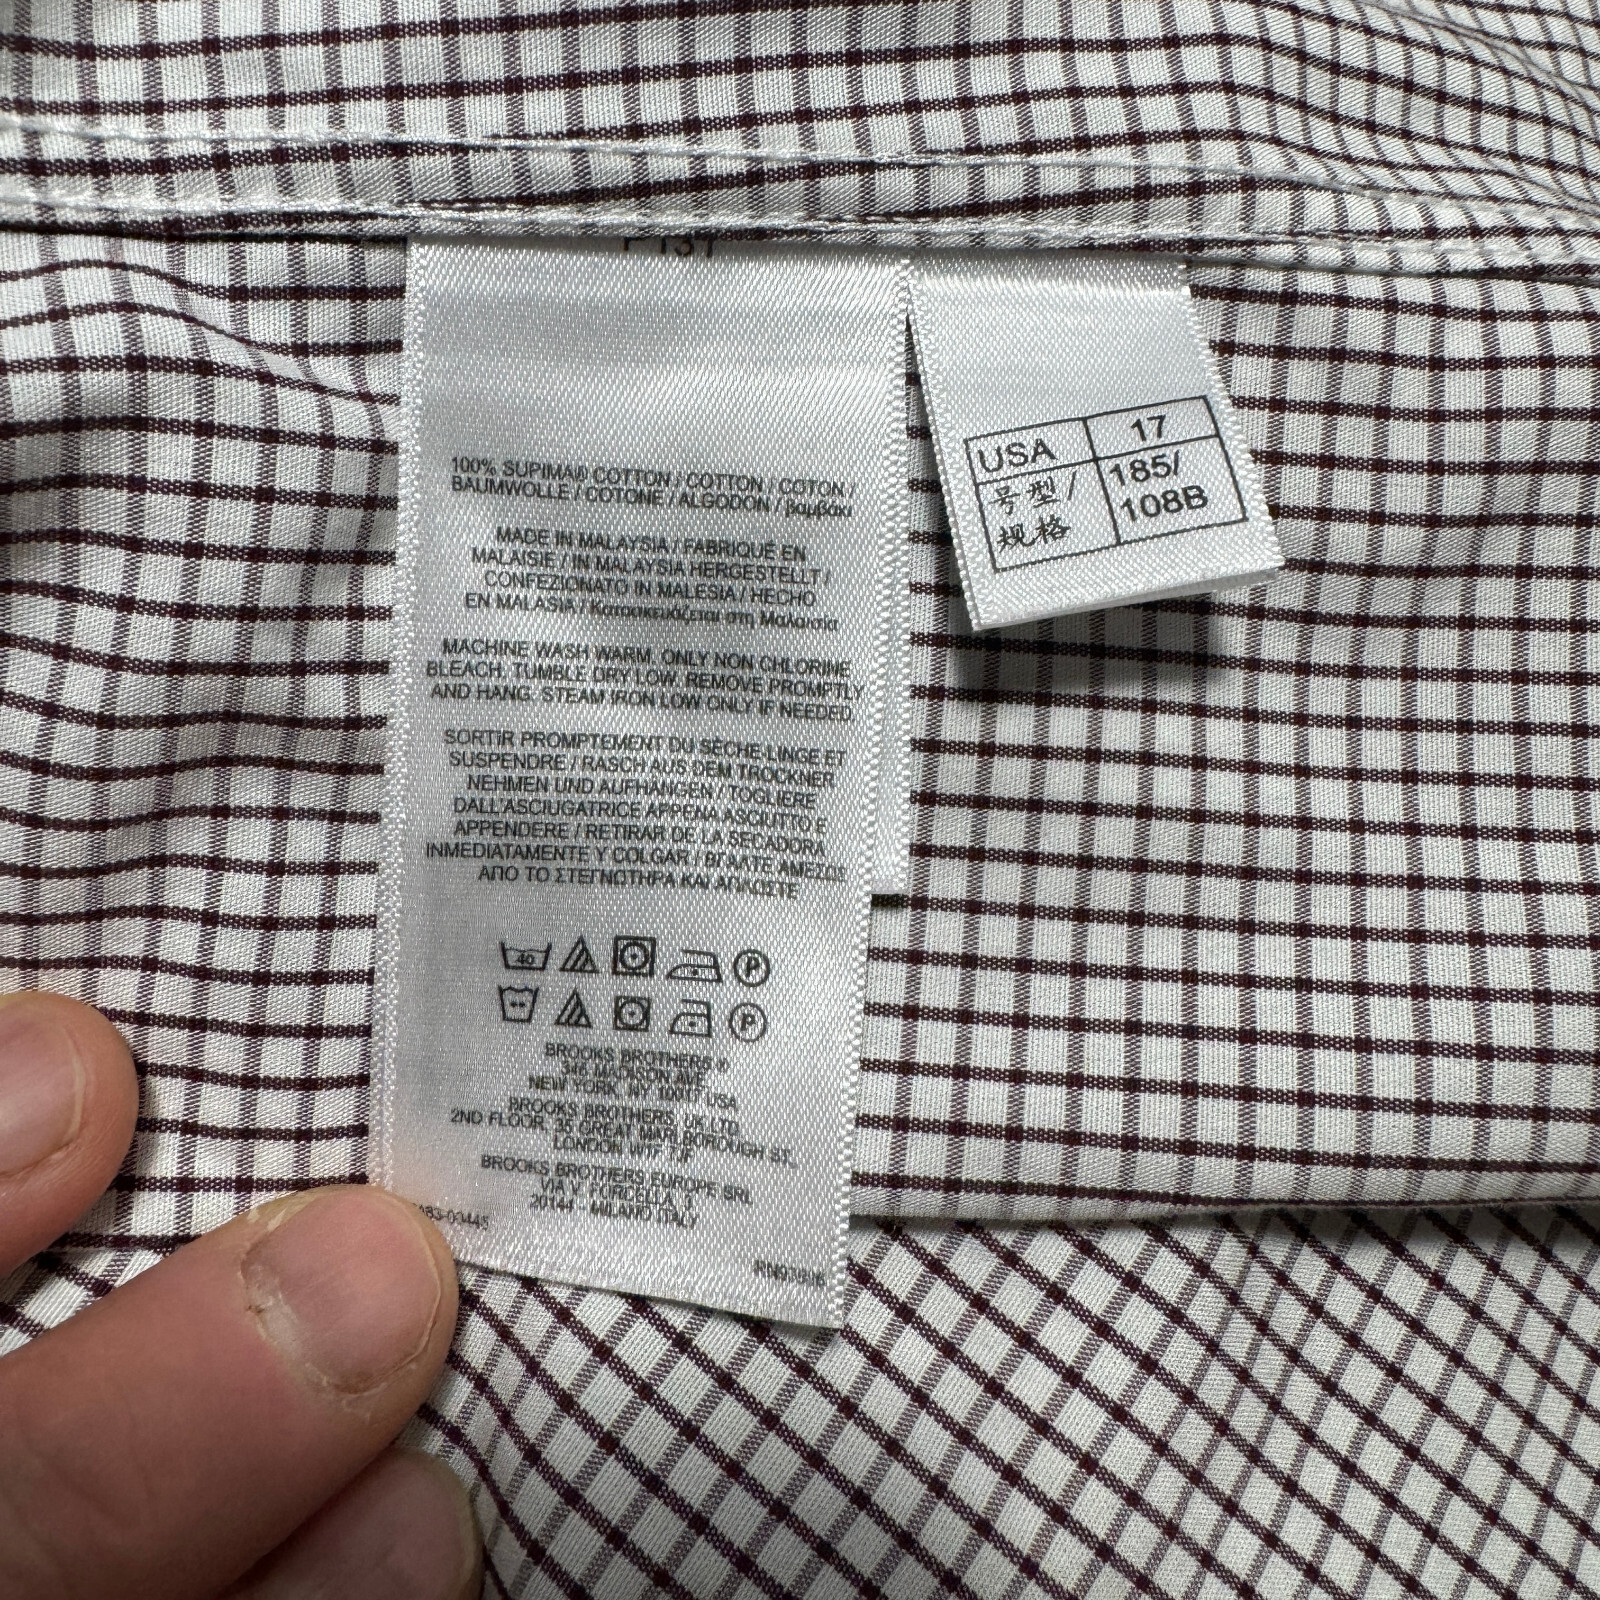 100% SUPIMA® COTTON / COTTON / COTON /
BAUMWOLLE / COTONE / ALGODON / βαμβάκι
MADE IN MALAYSIA / FABRIQUÉ EN
MALAISIE / IN MALAYSIA HERGESTELLT /
CONFEZIONATO IN MALESIA / HECHO
EN MALASIA / Κατασκευάζεται στη Μαλαισία
MACHINE WASH WARM. ONLY NON CHLORINE
BLEACH. TUMBLE DRY LOW. REMOVE PROMPTLY
AND HANG. STEAM IRON LOW ONLY IF NEEDED.
SORTIR PROMPTEMENT DU SÈCHE-LINGE ET
SUSPENDRE / RASCH AUS DEM TROCKNER
NEHMEN UND AUFHÄNGEN / TOGLIERE
DALL'ASCIUGATRICE APPENA ASCIUTTO E
APPENDERE / RETIRAR DE LA SECADORA
INMEDIATAMENTE Y COLGAR / ΒΓΑΛΤΕ ΑΜΕΣΩΣ
ΑΠΟ ΤΟ ΣΤΕΓΝΩΤΗΡΑ ΚΑΙ ΑΠΛΩΣΤΕ
40 P
P
BROOKS BROTHERS ®
346 MADISON AVE
NEW YORK, NY 10017 USA
BROOKS BROTHERS, UK LTD
2ND FLOOR, 35 GREAT MARLBOROUGH ST.
LONDON W1F 7JF
BROOKS BROTHERS EUROPE SRL
VIA V. FORCELLA,
20144 - MILANO ITALY
USA 17
号型/ 185/
规格 108B